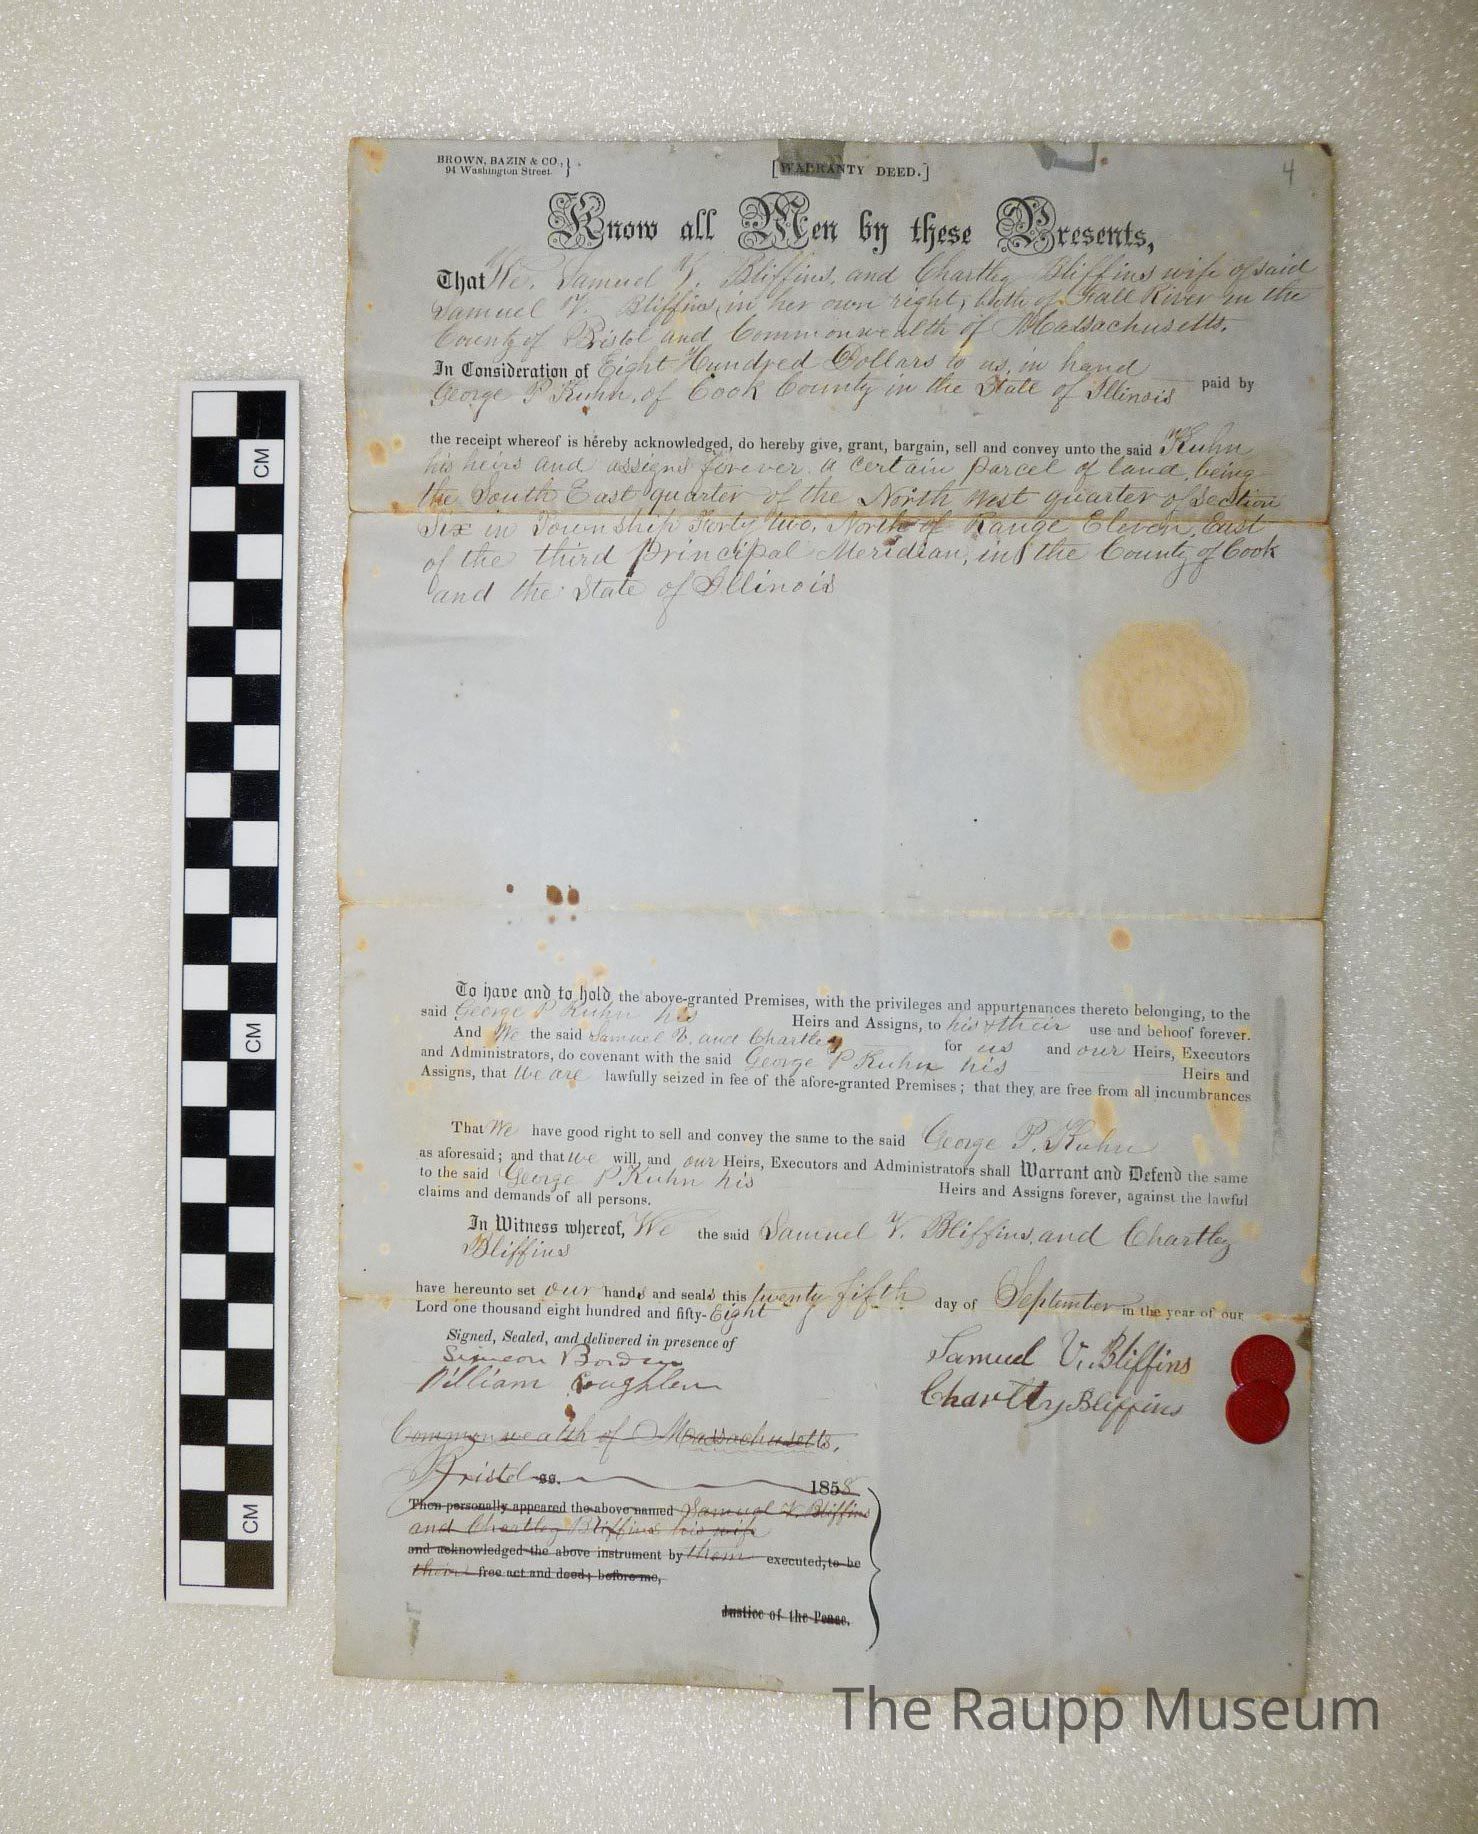 BROWN, BAZIN & CO.,}
94 Washington Street.
[WARRANTY DEED.]
4
Know all Men by these Presents,
That We, Samuel V. Bliffins, and Chartley Bliffins wife of said
Samuel V. Bliffins, in her own right, both of Fall River in the
County of Bristol and Commonwealth of Massachusetts.
In Consideration of Eight Hundred Dollars to us, in hand
George P Kuhn, of Cook County in the State of Illinois paid by
the receipt whereof is hereby acknowledged, do hereby give, grant, bargain, sell and convey unto the said Kuhn
his heirs and assigns forever a certain parcel of land, being
the South East quarter of the North west quarter of Section
Six in Township Forty two, North of Range Eleven, East
of the third Principal Meridian, in the County of Cook
and the State of Illinois
To have and to hold the above-granted Premises, with the privileges and appurtenances thereto belonging, to the
said George P Kuhn his Heirs and Assigns, to his & their use and behoof forever.
And We the said Samuel V. and Chartley for us and our Heirs, Executors
and Administrators, do covenant with the said George P Kuhn his Heirs and
Assigns, that We are lawfully seized in fee of the afore-granted Premises; that they are free from all incumbrances
That We have good right to sell and convey the same to the said George P. Kuhn
as aforesaid; and that we will, and our Heirs, Executors and Administrators shall Warrant and Defend the same
to the said George P Kuhn his Heirs and Assigns forever, against the lawful
claims and demands of all persons.
In Witness whereof, We the said Samuel V. Bliffins, and Chartley
Bliffins
have hereunto set our hands and seals this twenty fifth day of September in the year of our
Lord one thousand eight hundred and fifty-Eight
Signed, Sealed, and delivered in presence of
Simeon Borden
William Coughlen
Samuel V. Bliffins
Chartley Bliffins
Commonwealth of Massachusetts,
Bristol ss. 1858
Then personally appeared the above named Samuel V. Bliffins
and Chartley Bliffins his wife
and acknowledged the above instrument by them executed, to be
their free act and deed; before me,
Justice of the Peace.
CM
CM
CM
The Raupp Museum